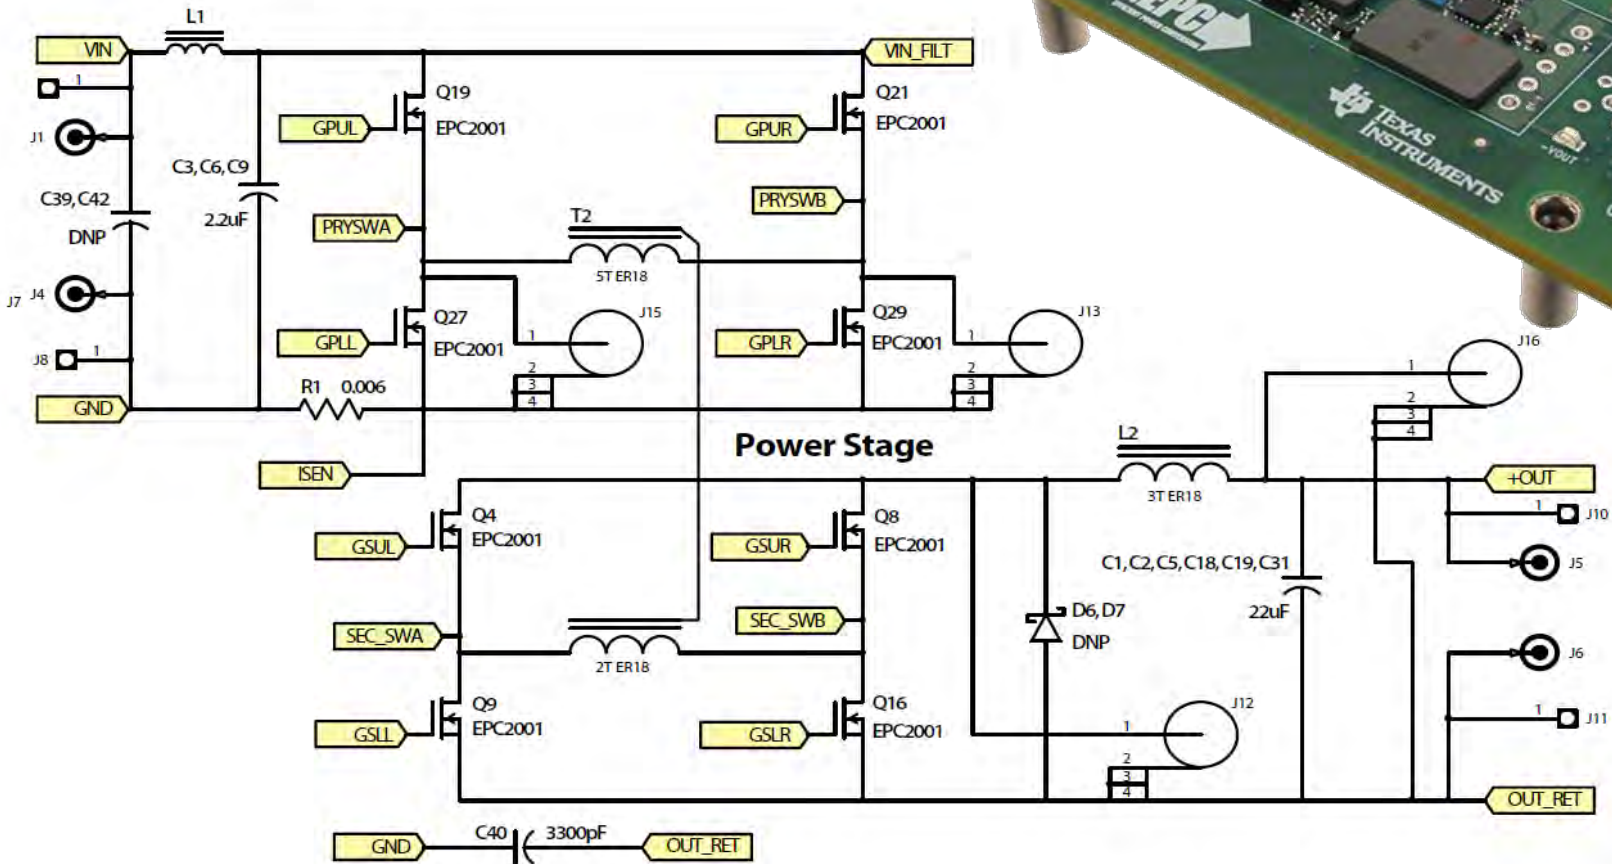 L1
VIN
VIN_FILT
1
Q19
EPC2001
Q21
EPC2001
GPUL
GPUR
J1
C3, C6, C9
2.2uF
C39, C42
DNP
PRYSWA
PRYSWB
T2
5T ER18
J7
J4
Q27
EPC2001
J15
Q29
EPC2001
J13
GPLL
GPLR
1
2
3
4
1
2
3
4
J8
1
R1 0.006
GND
J16
1
2
3
4
Power Stage
ISEN
L2
3T ER18
+OUT
1
J10
J5
Q4
EPC2001
Q8
EPC2001
GSUL
GSUR
C1, C2, C5, C18, C19, C31
22uF
SEC_SWA
SEC_SWB
D6, D7
DNP
2T ER18
J6
Q9
EPC2001
Q16
EPC2001
J12
1
2
3
4
1
J11
GSLL
GSLR
OUT_RET
GND
C40 3300pF
OUT_RET
EPC
TEXAS
INSTRUMENTS
-VOUT